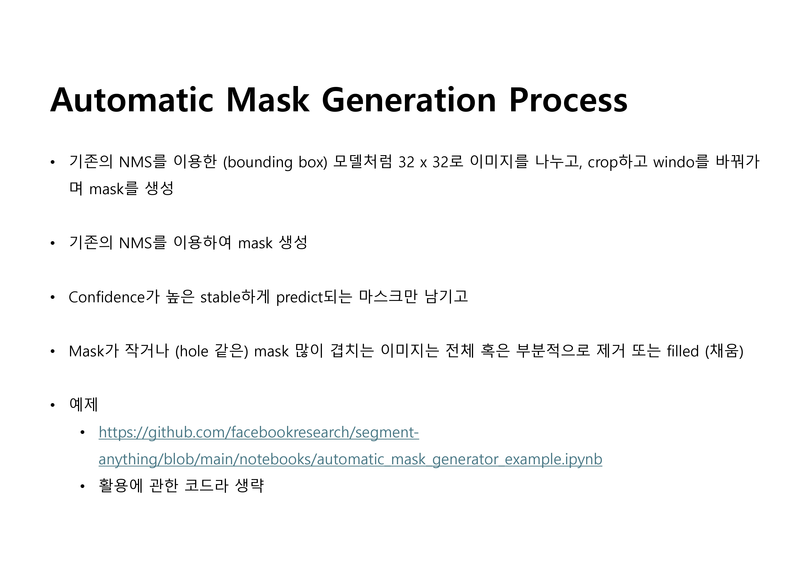 Automatic Mask Generation Process
• 기존의 NMS를 이용한 (bounding box) 모델처럼 32 x 32로 이미지를 나누고, crop하고 windo를 바꿔가
며 mask를 생성
• 기존의 NMS를 이용하여 mask 생성
• Confidence가 높은 stable하게 predict되는 마스크만 남기고
• Mask가 작거나 (hole 같은) mask 많이 겹치는 이미지는 전체 혹은 부분적으로 제거 또는 filled (채움)
• 예제
• https://github.com/facebookresearch/segment-
anything/blob/main/notebooks/automatic_mask_generator_example.ipynb
• 활용에 관한 코드라 생략